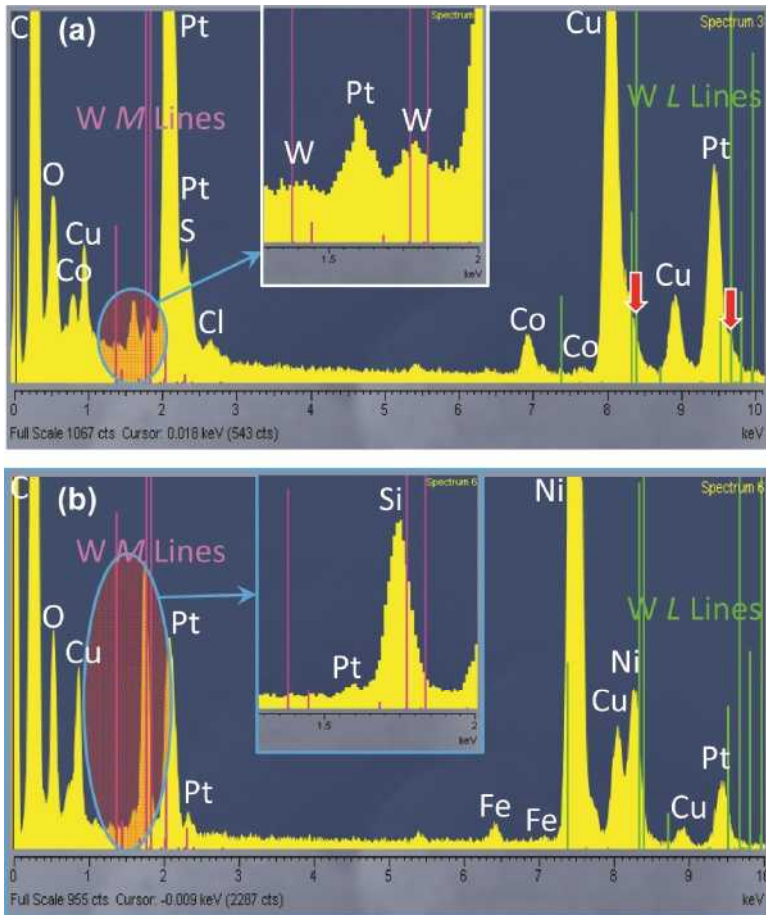 (a)
C
Pt
Spectrum
Cu
Spectrum 3
W M Lines
Pt
W
W
W L Lines
Pt
O
Pt
Cu
S
Co
Cl
1.5
2
keV
Cu
Co
Co
0 1 2 3 4 5 6 7 8 9 10
Full Scale 1067 cts Cursor: 0.018 keV (543 cts)
keV
(b)
C
Si
Spectrum 6
Ni
Spectrum 6
W M Lines
O
Pt
Cu
W L Lines
Ni
Pt
Cu
1.5
2
keV
Pt
Pt
Fe
Fe
Cu
0 1 2 3 4 5 6 7 8 9 10
Full Scale 955 cts Cursor: -0.009 keV (2287 cts)
keV